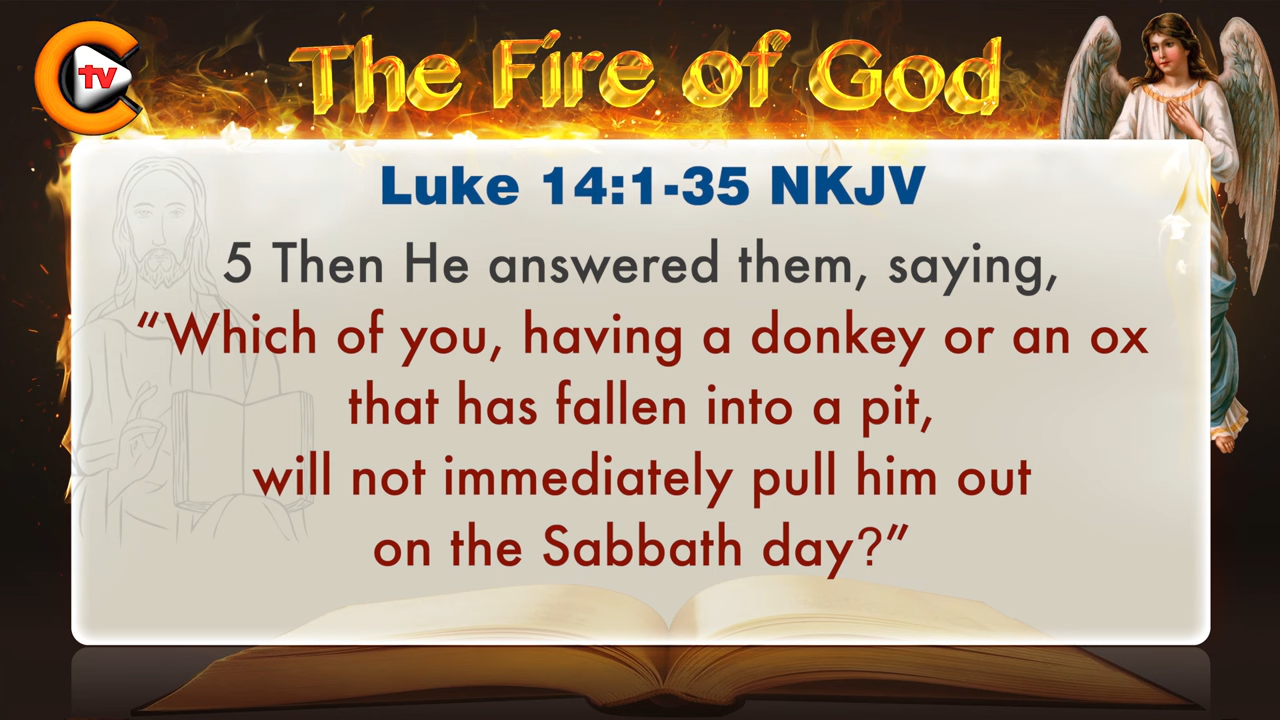 tv
The Fire of God
Luke 14:1-35 NKJV
5 Then He answered them, saying,
“Which of you, having a donkey or an ox
that has fallen into a pit,
will not immediately pull him out
on the Sabbath day?”